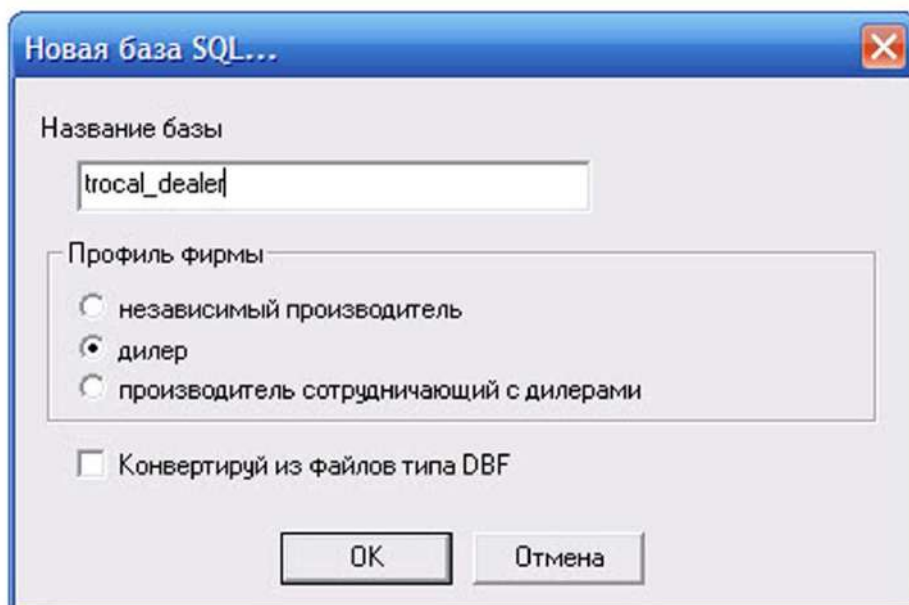 Новая база SQL...
Название базы
trocal_dealer
Профиль фирмы
независимый производитель
дилер
производитель сотрудничающий с дилерами
Конвертируй из файлов типа DBF
OK
Отмена